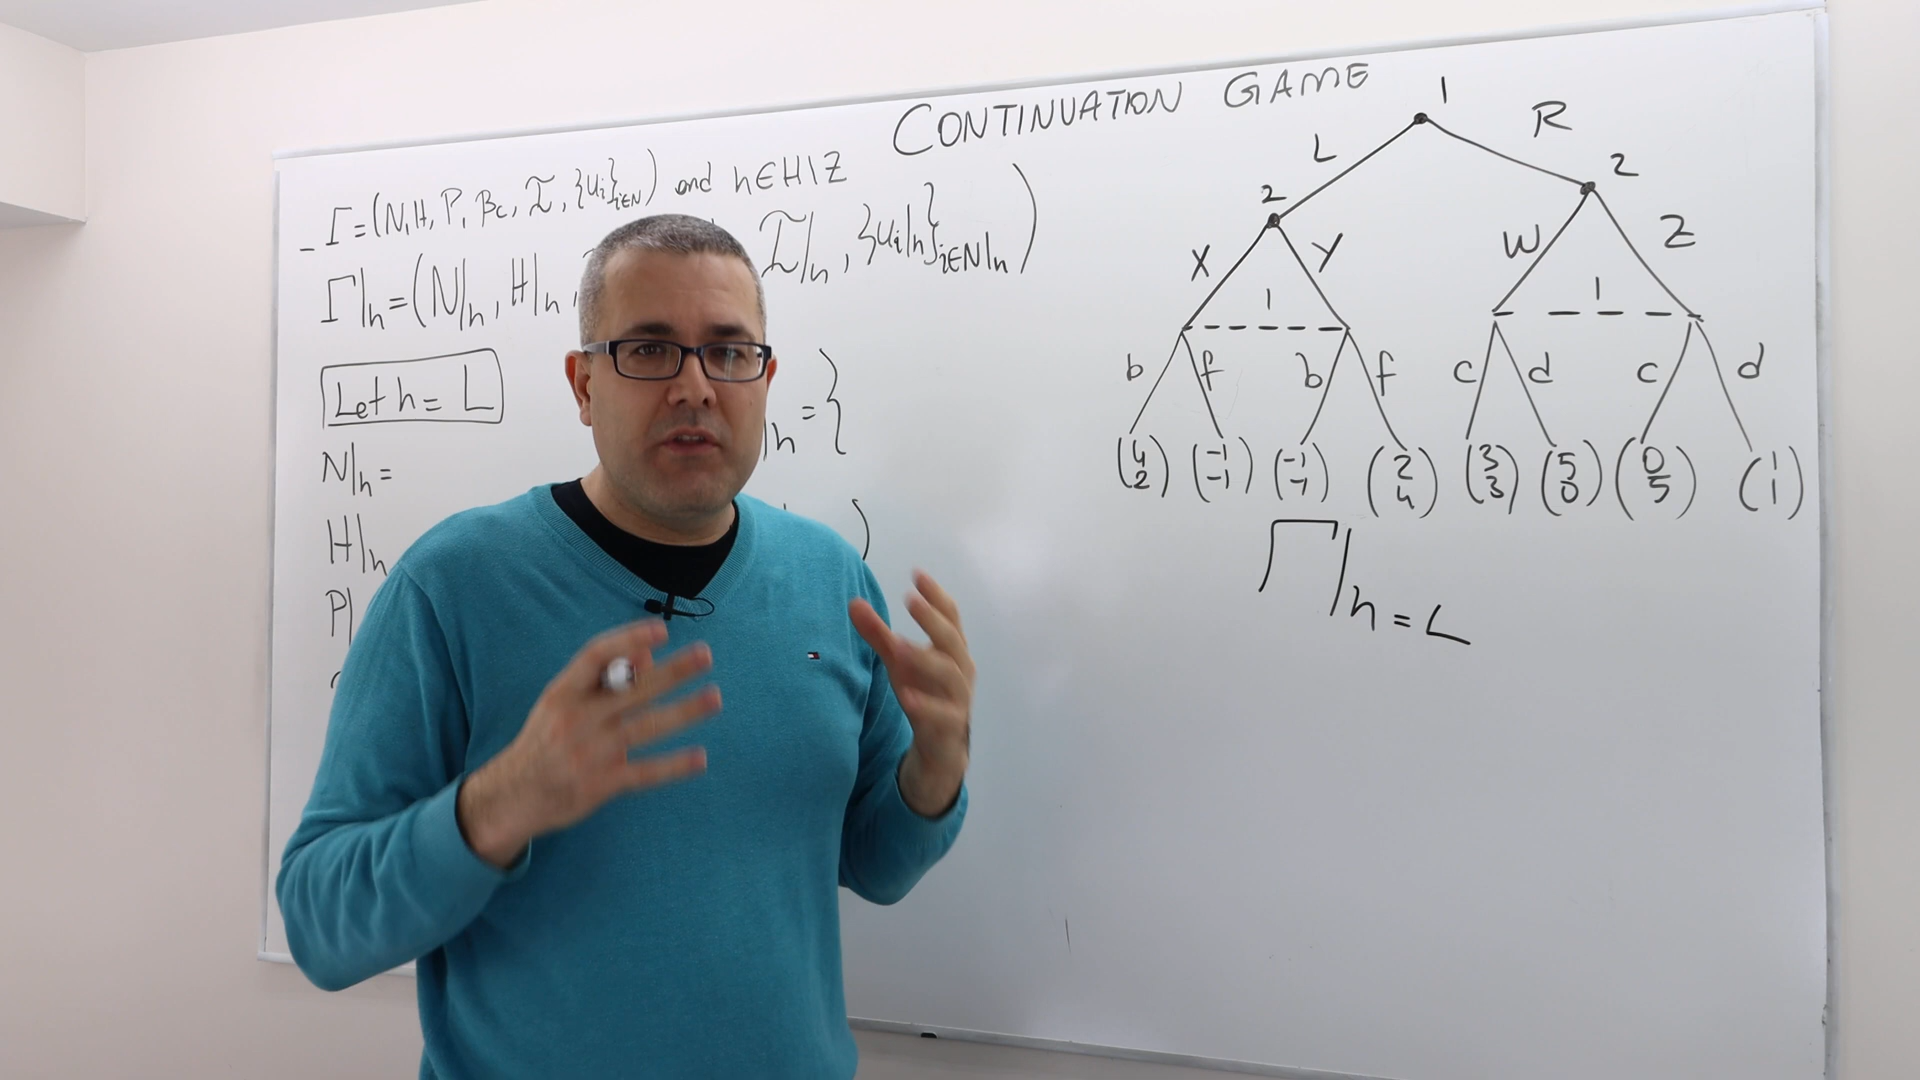 CONTINUATION GAME
- Γ=(N,H, P, βc, Ĩ, {ui}i∈N) and h∈H\Z
Γ|h=(N|h, H|h, Ĩ|h, {ui|h}i∈N|h)
Let h= L
N|h=
|h={
H|h
)
P|
1
L R
2 2
X Y W Z
1 1
b f b f c d c d
(4 2) (-1 -1) (-1 -1) (2 4) (3 3) (5 0) (0 5) (1 1)
Γ|h=L